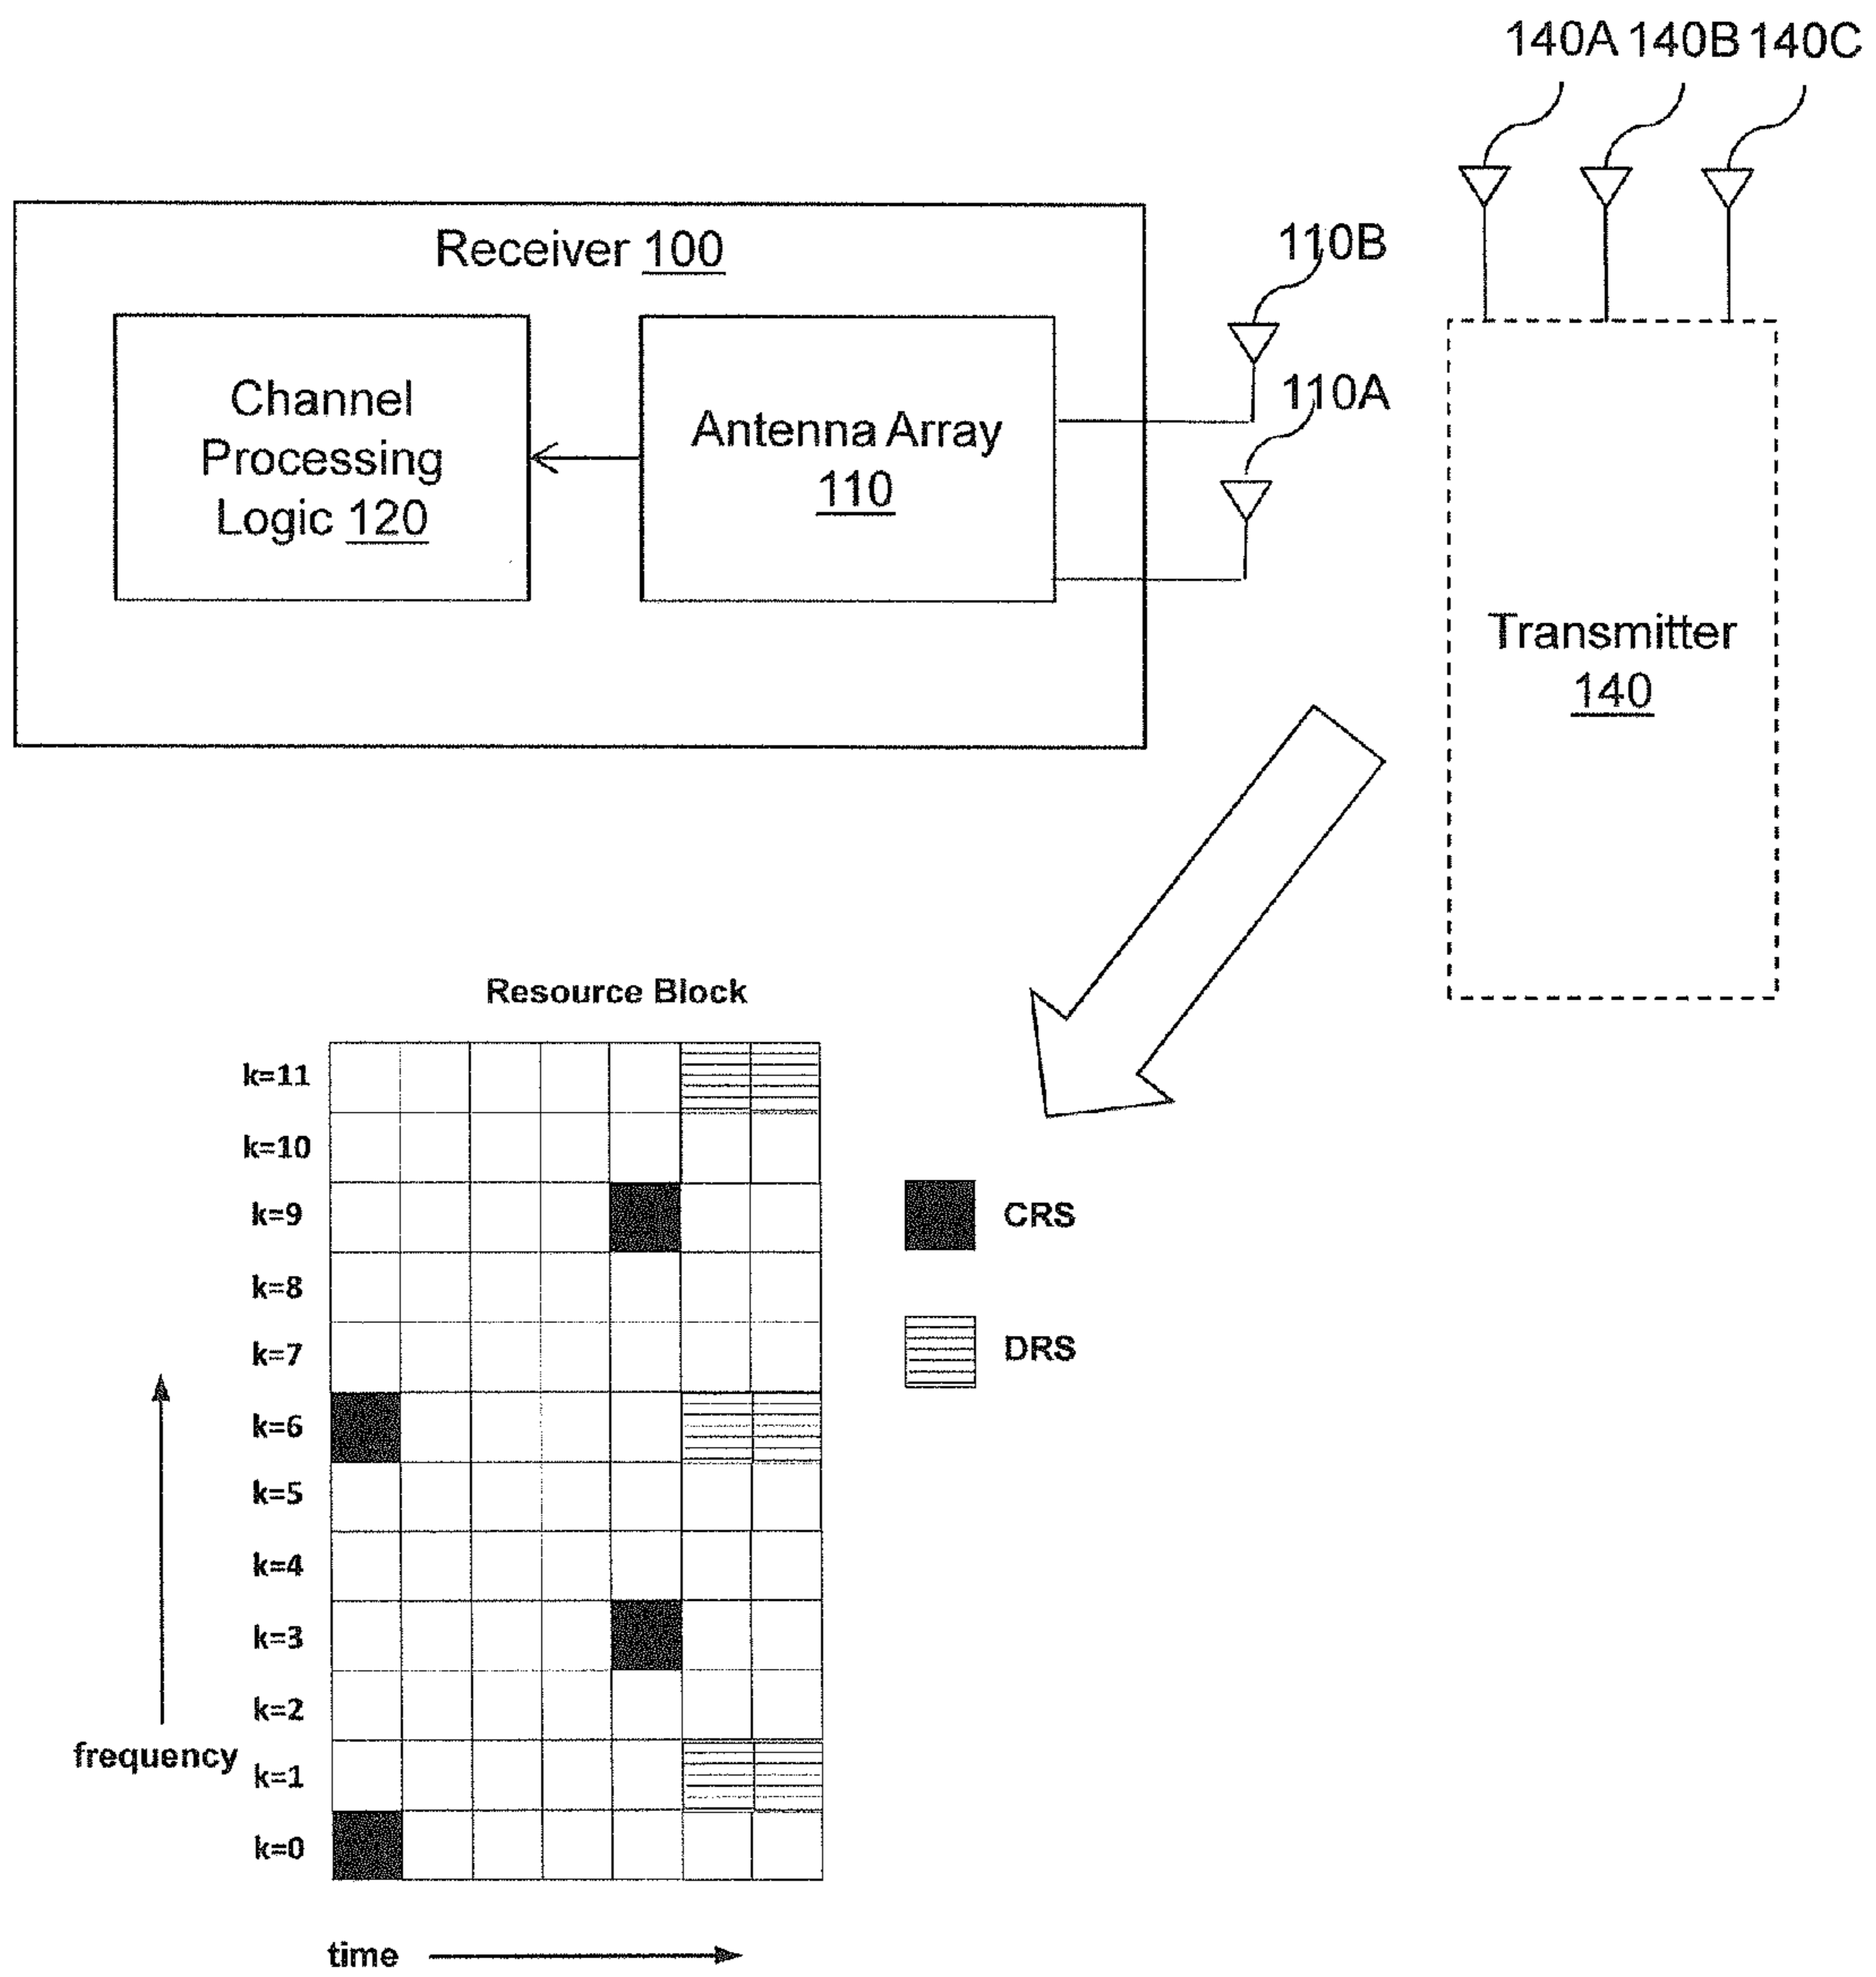 140A 140B 140C
Receiver 100
110B
110A
Channel
Processing
Logic 120
Antenna Array
110
Transmitter
140
Resource Block
k=11
k=10
k=9
k=8
k=7
k=6
k=5
k=4
k=3
k=2
k=1
k=0
CRS
DRS
frequency
time